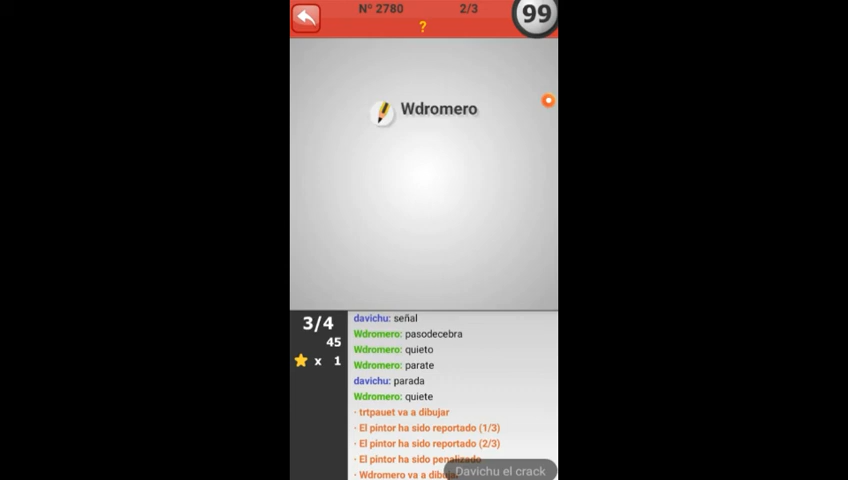 Nº 2780 2/3 99
?
Wdromero
3/4
45
x 1
davichu: señal
Wdromero: pasodecebra
Wdromero: quieto
Wdromero: parate
davichu: parada
Wdromero: quiete
· trtpauet va a dibujar
· El pintor ha sido reportado (1/3)
· El pintor ha sido reportado (2/3)
· El pintor ha sido penalizado
· Wdromero va a dibujar
Davichu el crack